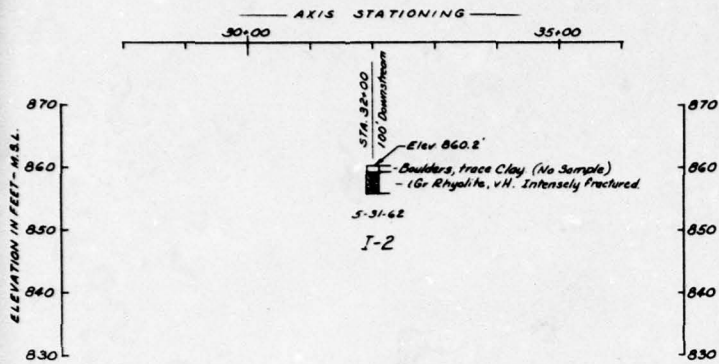 AXIS STATIONING
30+00 35+00
STA. 32+00
100' Downstream
870 870
Elev. 860.2'
860 Boulders, trace Clay. (No Sample) 860
lGr Rhyolite, vH. Intensely Fractured.
850 5-31-62 850
I-2
840 840
830 830
ELEVATION IN FEET - M.S.L.